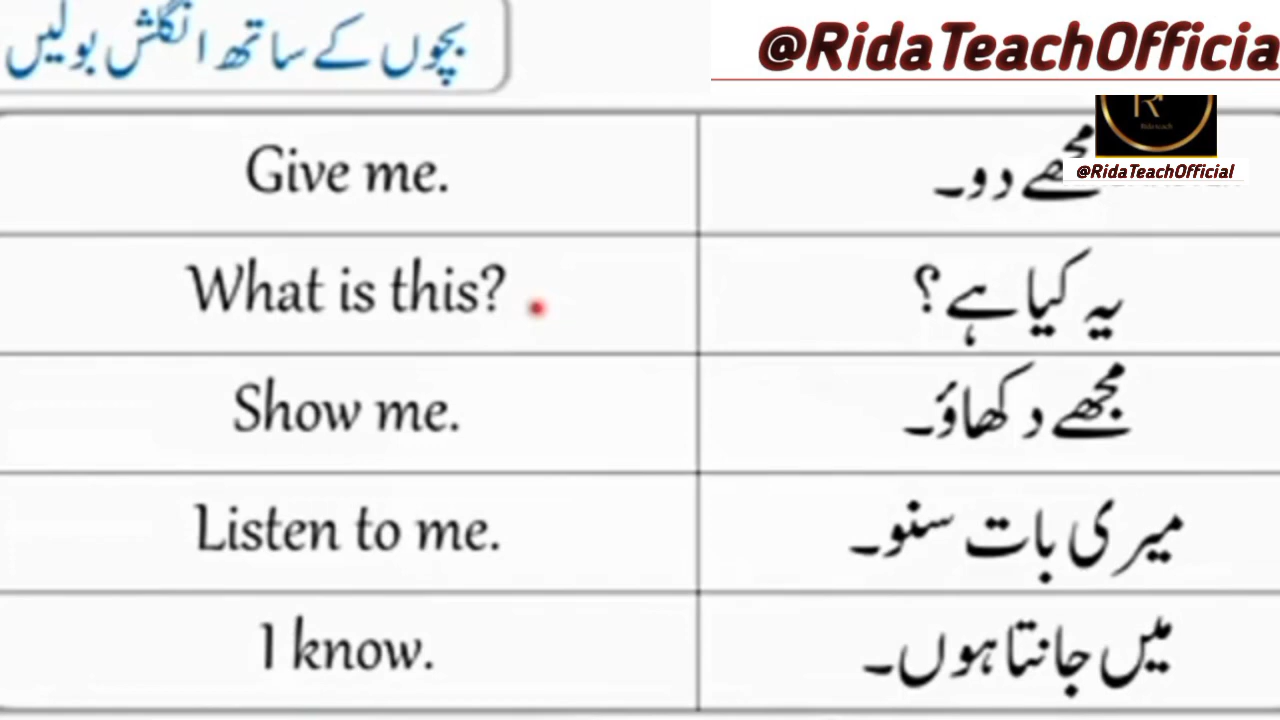 بچوں کے ساتھ انگلش بولیں
@RidaTeachOfficia
@RidaTeachOfficial
Give me.
مجھے دو۔
What is this?
یہ کیا ہے؟
Show me.
مجھے دکھاؤ۔
Listen to me.
میری بات سنو۔
I know.
میں جانتا ہوں۔